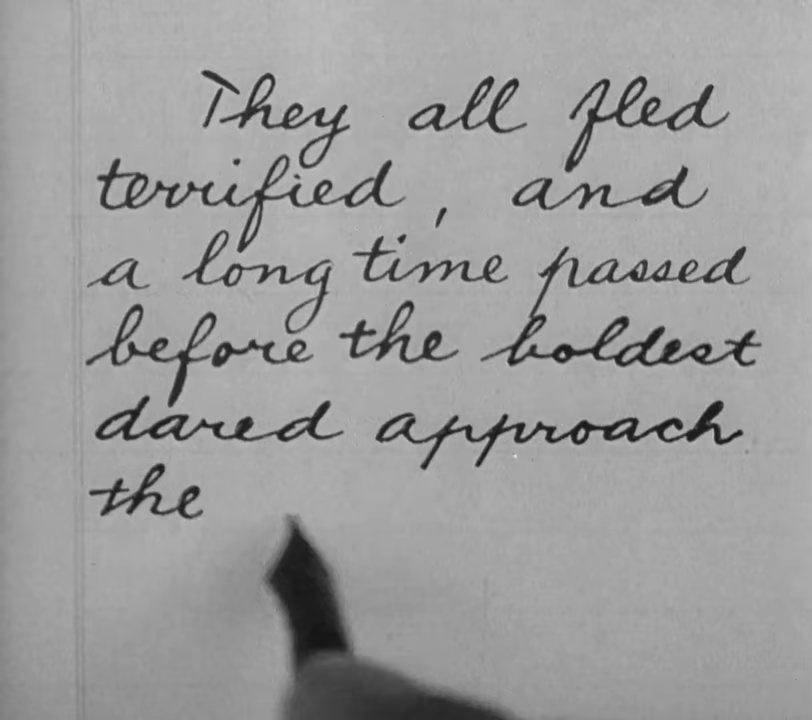 They all fled
terrified, and
a long time passed
before the boldest
dared approach
the